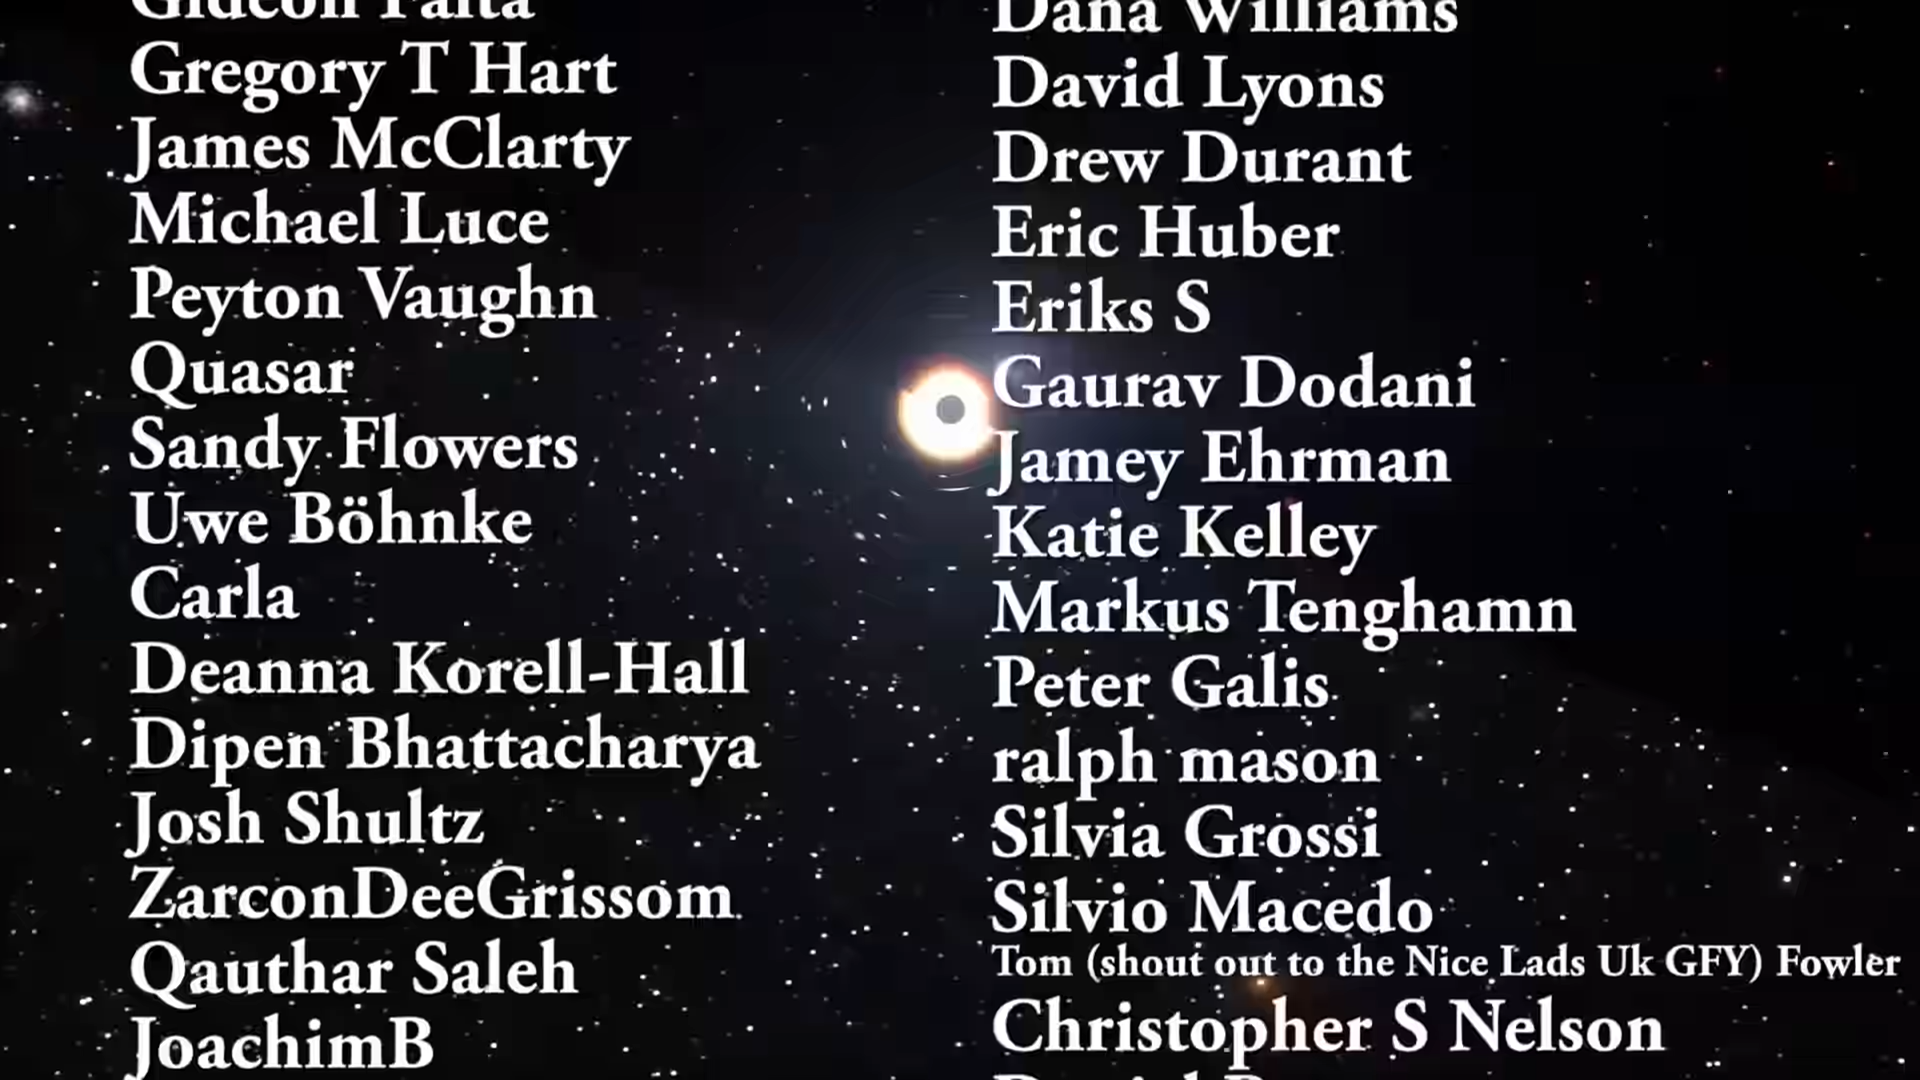 Gregory T Hart
James McClarty
Michael Luce
Peyton Vaughn
Quasar
Sandy Flowers
Uwe Böhnke
Carla
Deanna Korell-Hall
Dipen Bhattacharya
Josh Shultz
ZarconDeeGrissom
Qauthar Saleh
JoachimB
Dana Williams
David Lyons
Drew Durant
Eric Huber
Eriks S
Gaurav Dodani
Jamey Ehrman
Katie Kelley
Markus Tenghamn
Peter Galis
ralph mason
Silvia Grossi
Silvio Macedo
Tom (shout out to the Nice Lads Uk GFY) Fowler
Christopher S Nelson